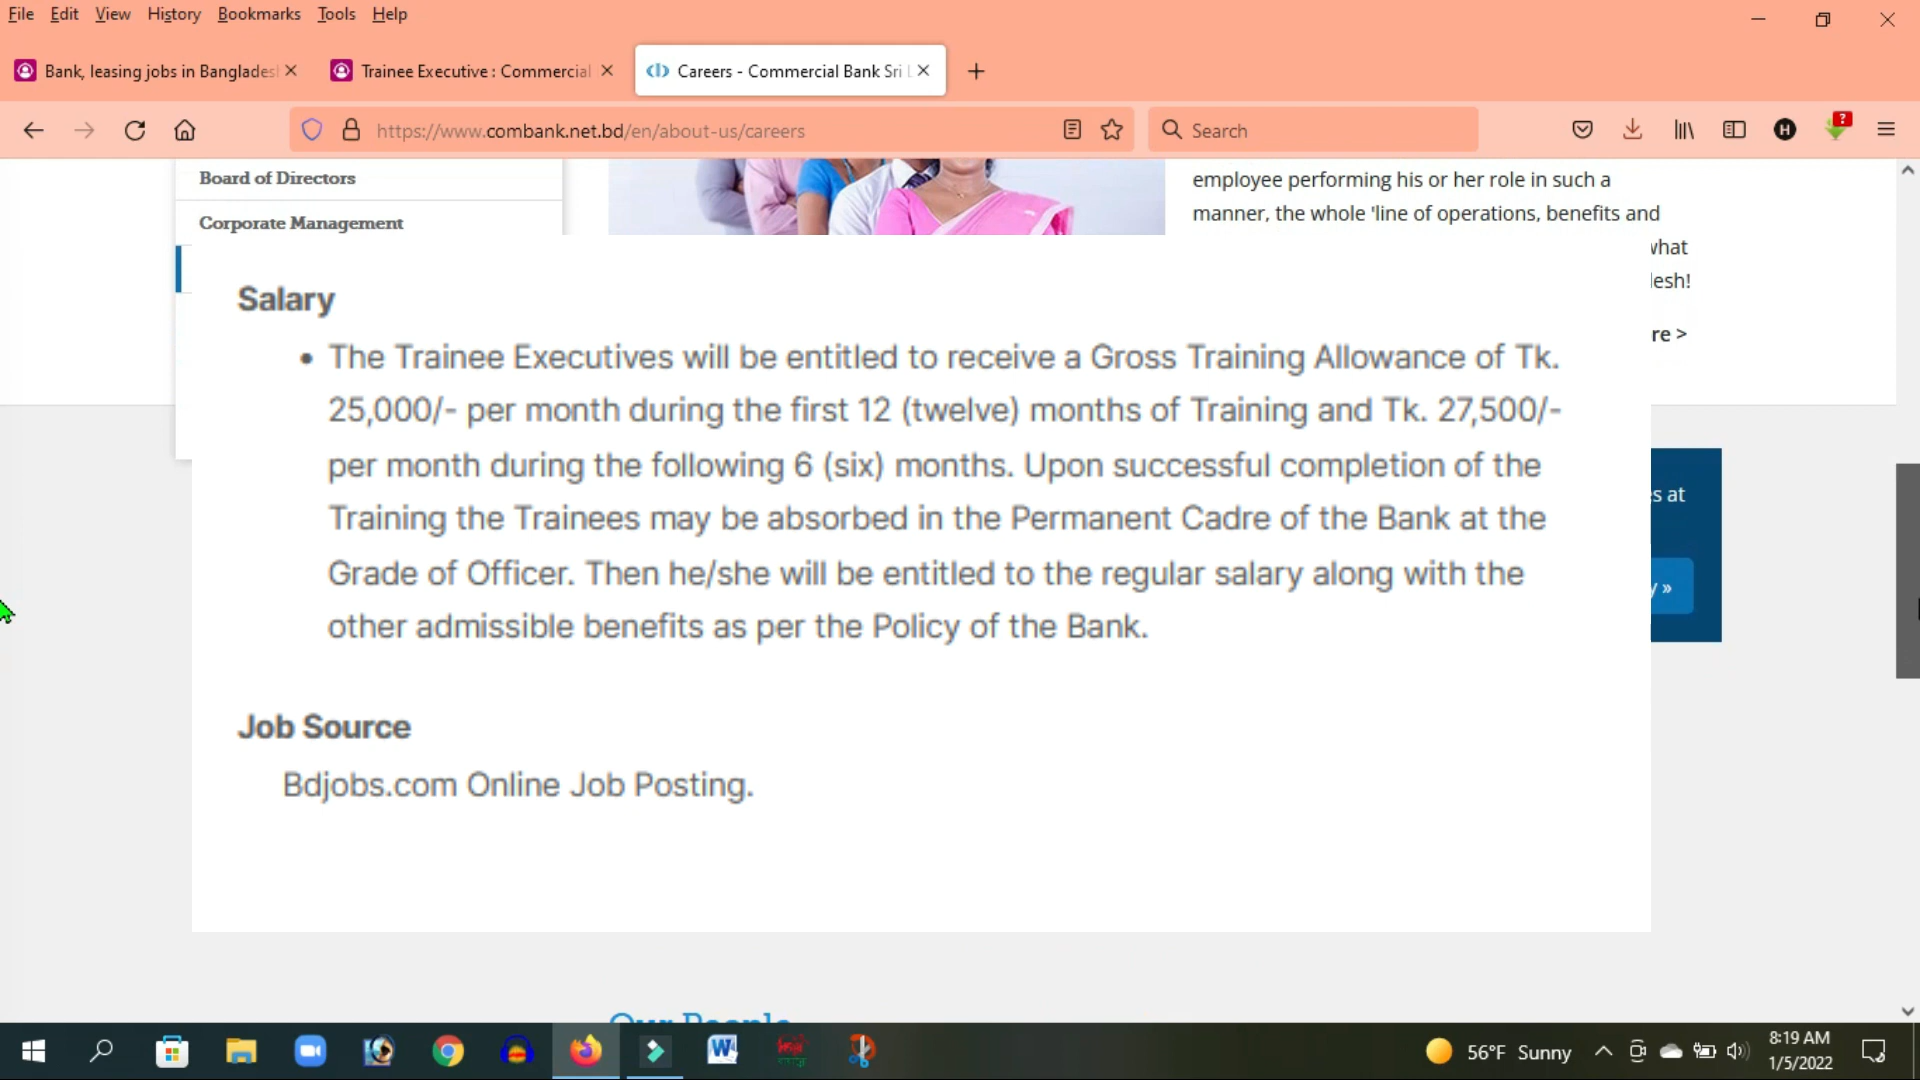 File Edit View History Bookmarks Tools Help
Bank, leasing jobs in Banglades
Trainee Executive : Commercial
Careers - Commercial Bank Sri L
https://www.combank.net.bd/en/about-us/careers
Search
Board of Directors
Corporate Management
employee performing his or her role in such a
manner, the whole 'line of operations, benefits and
what
esh!
re >
Salary
• The Trainee Executives will be entitled to receive a Gross Training Allowance of Tk.
25,000/- per month during the first 12 (twelve) months of Training and Tk. 27,500/-
per month during the following 6 (six) months. Upon successful completion of the
Training the Trainees may be absorbed in the Permanent Cadre of the Bank at the
Grade of Officer. Then he/she will be entitled to the regular salary along with the
other admissible benefits as per the Policy of the Bank.
s at
y »
Job Source
Bdjobs.com Online Job Posting.
Our People
56°F Sunny
8:19 AM
1/5/2022